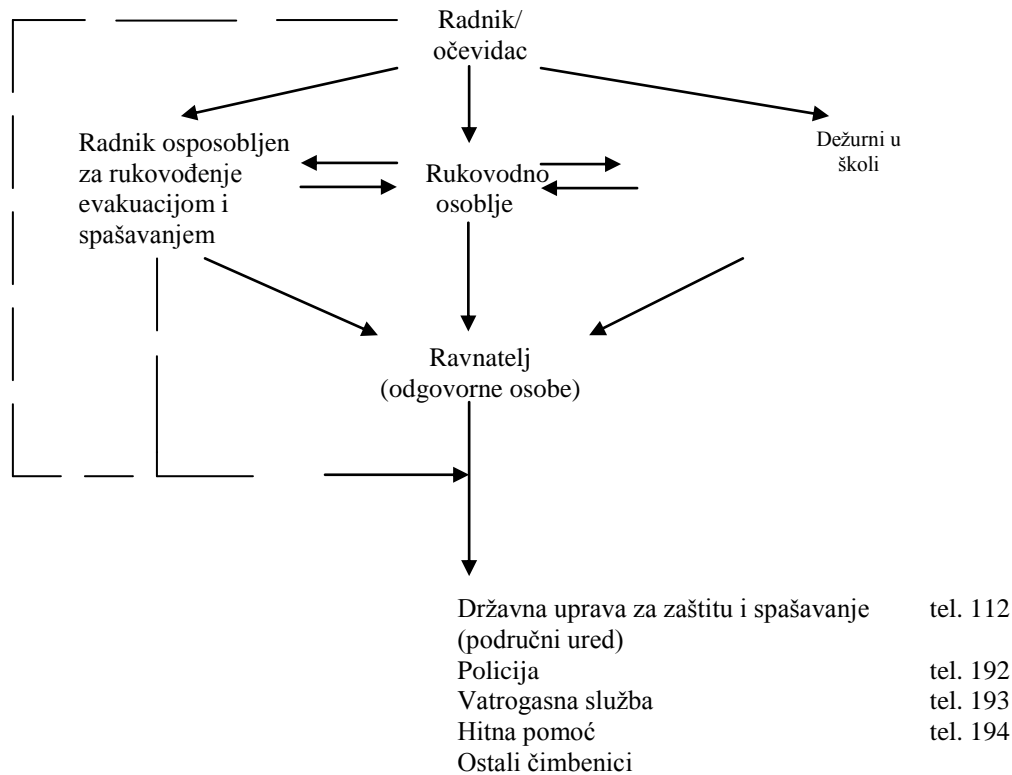 Radnik/
očevidac
Radnik osposobljen
za rukovođenje
evakuacijom i
spašavanjem
Rukovodno
osoblje
Dežurni u
školi
Ravnatelj
(odgovorne osobe)
Državna uprava za zaštitu i spašavanje tel. 112
(područni ured)
Policija tel. 192
Vatrogasna služba tel. 193
Hitna pomoć tel. 194
Ostali čimbenici